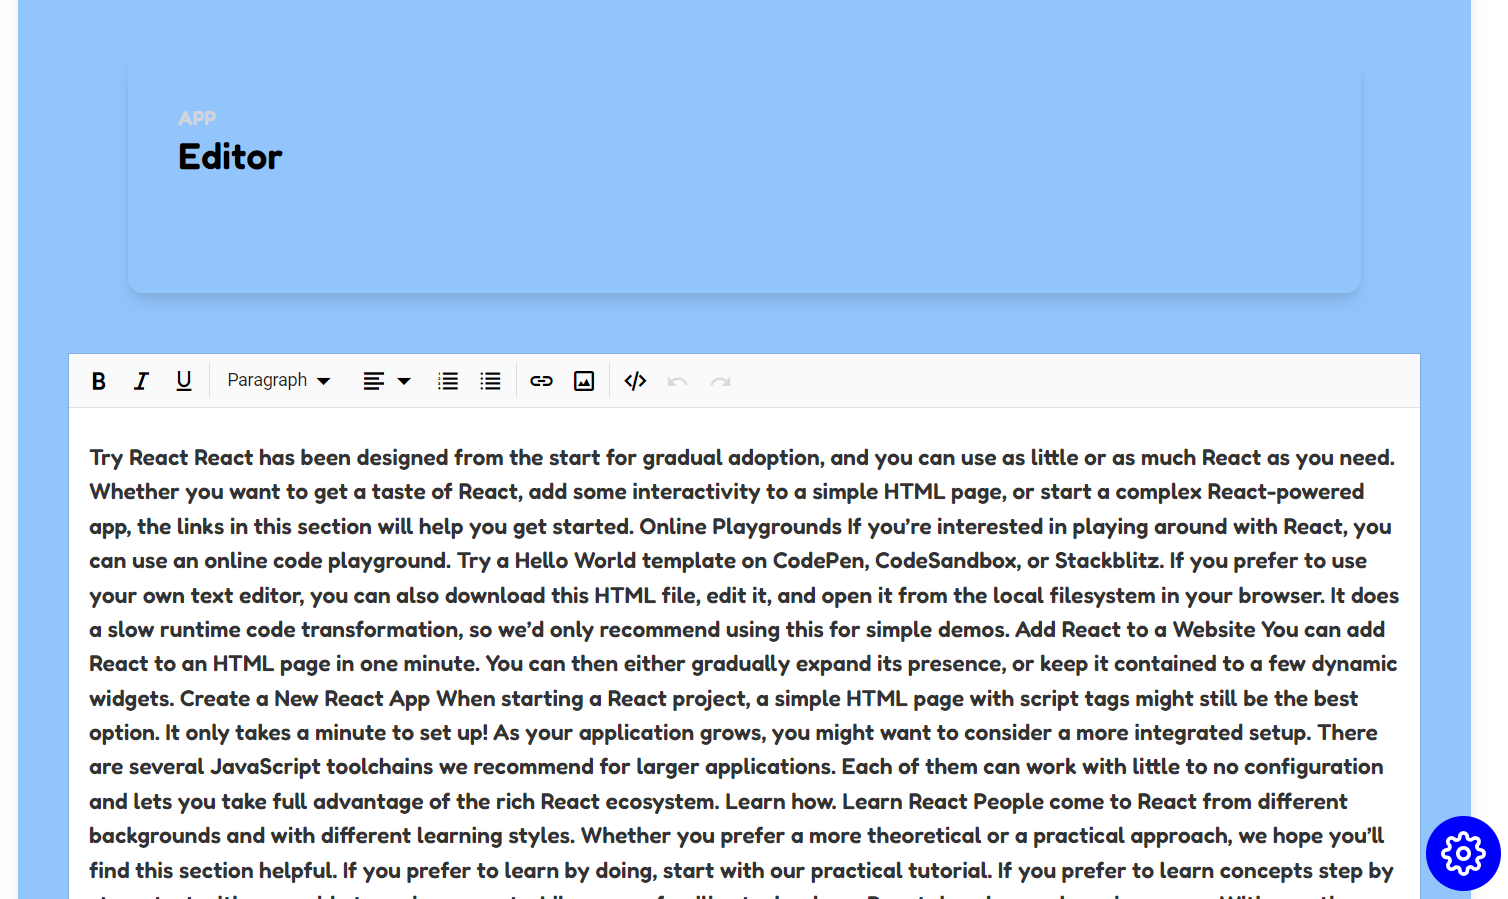 APP
Editor
Paragraph
Try React React has been designed from the start for gradual adoption, and you can use as little or as much React as you need.
Whether you want to get a taste of React, add some interactivity to a simple HTML page, or start a complex React-powered
app, the links in this section will help you get started. Online Playgrounds If you’re interested in playing around with React, you
can use an online code playground. Try a Hello World template on CodePen, CodeSandbox, or Stackblitz. If you prefer to use
your own text editor, you can also download this HTML file, edit it, and open it from the local filesystem in your browser. It does
a slow runtime code transformation, so we’d only recommend using this for simple demos. Add React to a Website You can add
React to an HTML page in one minute. You can then either gradually expand its presence, or keep it contained to a few dynamic
widgets. Create a New React App When starting a React project, a simple HTML page with script tags might still be the best
option. It only takes a minute to set up! As your application grows, you might want to consider a more integrated setup. There
are several JavaScript toolchains we recommend for larger applications. Each of them can work with little to no configuration
and lets you take full advantage of the rich React ecosystem. Learn how. Learn React People come to React from different
backgrounds and with different learning styles. Whether you prefer a more theoretical or a practical approach, we hope you’ll
find this section helpful. If you prefer to learn by doing, start with our practical tutorial. If you prefer to learn concepts step by